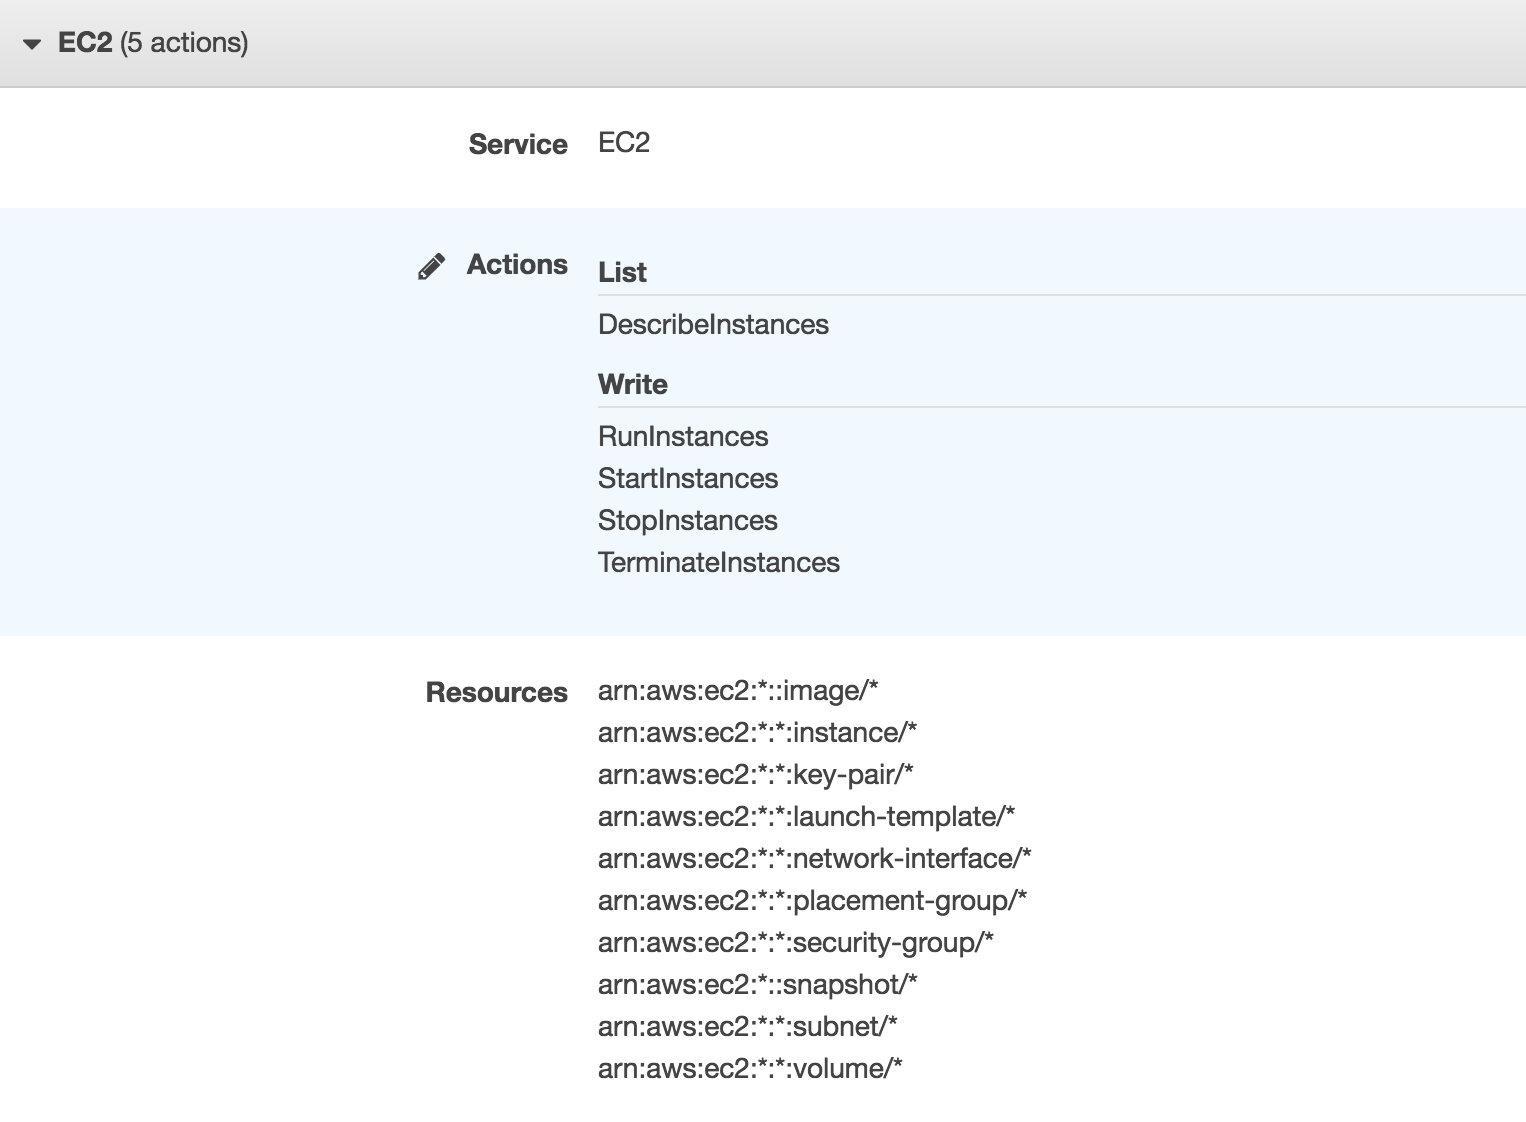 EC2 (5 actions)
Service EC2
Actions List
DescribeInstances
Write
RunInstances
StartInstances
StopInstances
TerminateInstances
Resources arn:aws:ec2:*::image/*
arn:aws:ec2:*:*:instance/*
arn:aws:ec2:*:*:key-pair/*
arn:aws:ec2:*:*:launch-template/*
arn:aws:ec2:*:*:network-interface/*
arn:aws:ec2:*:*:placement-group/*
arn:aws:ec2:*:*:security-group/*
arn:aws:ec2:*::snapshot/*
arn:aws:ec2:*:*:subnet/*
arn:aws:ec2:*:*:volume/*